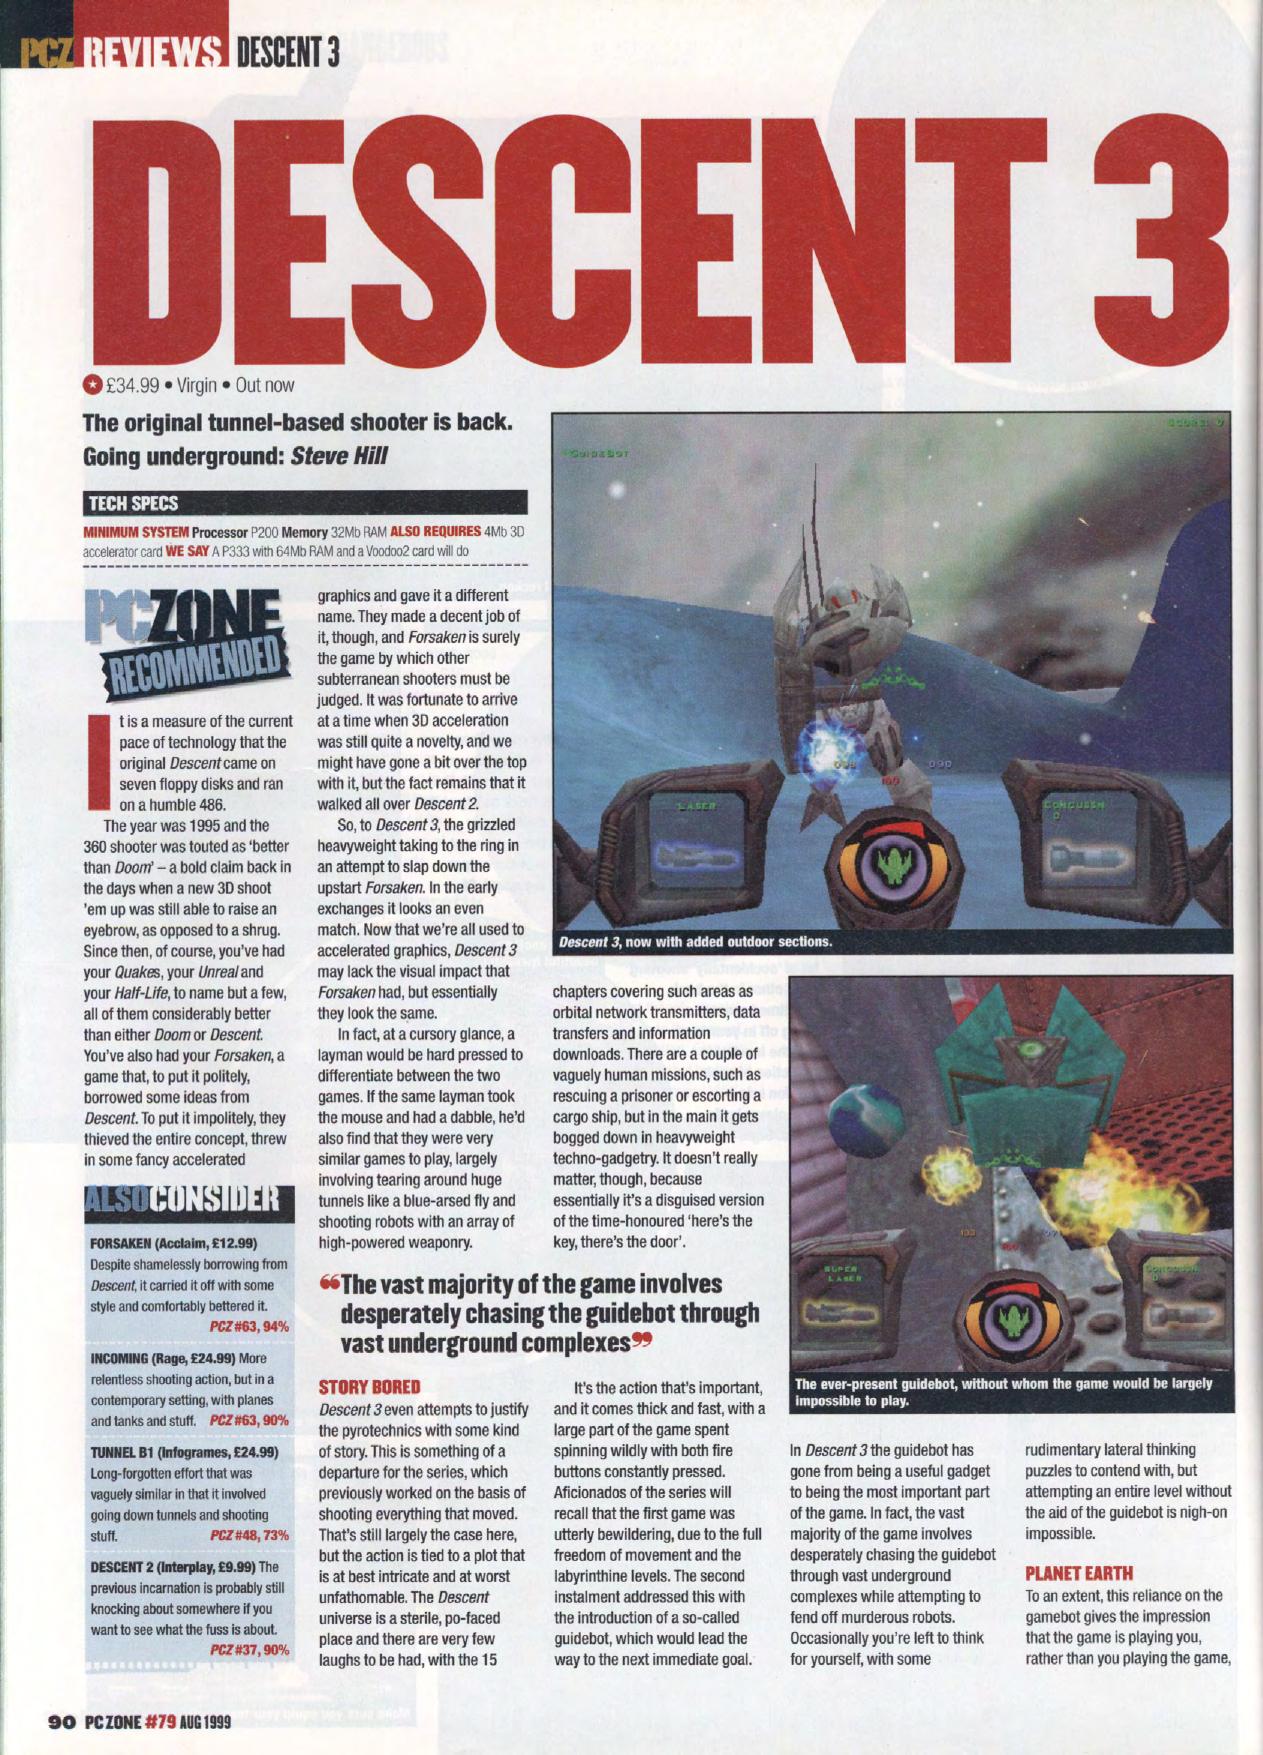 PCZ REVIEWS DESCENT 3
DESCENT 3
£34.99 • Virgin • Out now
The original tunnel-based shooter is back.
Going underground: Steve Hill
TECH SPECS
MINIMUM SYSTEM Processor P200 Memory 32Mb RAM ALSO REQUIRES 4Mb 3D
accelerator card WE SAY A P333 with 64Mb RAM and a Voodoo2 card will do
PCZONE
RECOMMENDED
It is a measure of the current
pace of technology that the
original Descent came on
seven floppy disks and ran
on a humble 486.
The year was 1995 and the
360 shooter was touted as 'better
than Doom' – a bold claim back in
the days when a new 3D shoot
'em up was still able to raise an
eyebrow, as opposed to a shrug.
Since then, of course, you've had
your Quakes, your Unreal and
your Half-Life, to name but a few,
all of them considerably better
than either Doom or Descent.
You've also had your Forsaken, a
game that, to put it politely,
borrowed some ideas from
Descent. To put it impolitely, they
thieved the entire concept, threw
in some fancy accelerated
graphics and gave it a different
name. They made a decent job of
it, though, and Forsaken is surely
the game by which other
subterranean shooters must be
judged. It was fortunate to arrive
at a time when 3D acceleration
was still quite a novelty, and we
might have gone a bit over the top
with it, but the fact remains that it
walked all over Descent 2.
So, to Descent 3, the grizzled
heavyweight taking to the ring in
an attempt to slap down the
upstart Forsaken. In the early
exchanges it looks an even
match. Now that we're all used to
accelerated graphics, Descent 3
may lack the visual impact that
Forsaken had, but essentially
they look the same.
In fact, at a cursory glance, a
layman would be hard pressed to
differentiate between the two
games. If the same layman took
the mouse and had a dabble, he'd
also find that they were very
similar games to play, largely
involving tearing around huge
tunnels like a blue-arsed fly and
shooting robots with an array of
high-powered weaponry.
GUIDEBOT
SCORE: 0
LASER
CONCUSSN
0
090
100
Descent 3, now with added outdoor sections.
ALSO CONSIDER
FORSAKEN (Acclaim, £12.99)
Despite shamelessly borrowing from
Descent, it carried it off with some
style and comfortably bettered it.
PCZ #63, 94%
INCOMING (Rage, £24.99) More
relentless shooting action, but in a
contemporary setting, with planes
and tanks and stuff. PCZ #63, 90%
TUNNEL B1 (Infogrames, £24.99)
Long-forgotten effort that was
vaguely similar in that it involved
going down tunnels and shooting
stuff. PCZ #48, 73%
DESCENT 2 (Interplay, £9.99) The
previous incarnation is probably still
knocking about somewhere if you
want to see what the fuss is about.
PCZ #37, 90%
“The vast majority of the game involves
desperately chasing the guidebot through
vast underground complexes”
STORY BORED
Descent 3 even attempts to justify
the pyrotechnics with some kind
of story. This is something of a
departure for the series, which
previously worked on the basis of
shooting everything that moved.
That's still largely the case here,
but the action is tied to a plot that
is at best intricate and at worst
unfathomable. The Descent
universe is a sterile, po-faced
place and there are very few
laughs to be had, with the 15
chapters covering such areas as
orbital network transmitters, data
transfers and information
downloads. There are a couple of
vaguely human missions, such as
rescuing a prisoner or escorting a
cargo ship, but in the main it gets
bogged down in heavyweight
techno-gadgetry. It doesn't really
matter, though, because
essentially it's a disguised version
of the time-honoured 'here's the
key, there's the door'.
It's the action that's important,
and it comes thick and fast, with a
large part of the game spent
spinning wildly with both fire
buttons constantly pressed.
Aficionados of the series will
recall that the first game was
utterly bewildering, due to the full
freedom of movement and the
labyrinthine levels. The second
instalment addressed this with
the introduction of a so-called
guidebot, which would lead the
way to the next immediate goal.
133
SUPER
LASER
CONCUSSN
0
The ever-present guidebot, without whom the game would be largely
impossible to play.
In Descent 3 the guidebot has
gone from being a useful gadget
to being the most important part
of the game. In fact, the vast
majority of the game involves
desperately chasing the guidebot
through vast underground
complexes while attempting to
fend off murderous robots.
Occasionally you're left to think
for yourself, with some
rudimentary lateral thinking
puzzles to contend with, but
attempting an entire level without
the aid of the guidebot is nigh-on
impossible.
PLANET EARTH
To an extent, this reliance on the
gamebot gives the impression
that the game is playing you,
rather than you playing the game,
90 PC ZONE #79 AUG 1999